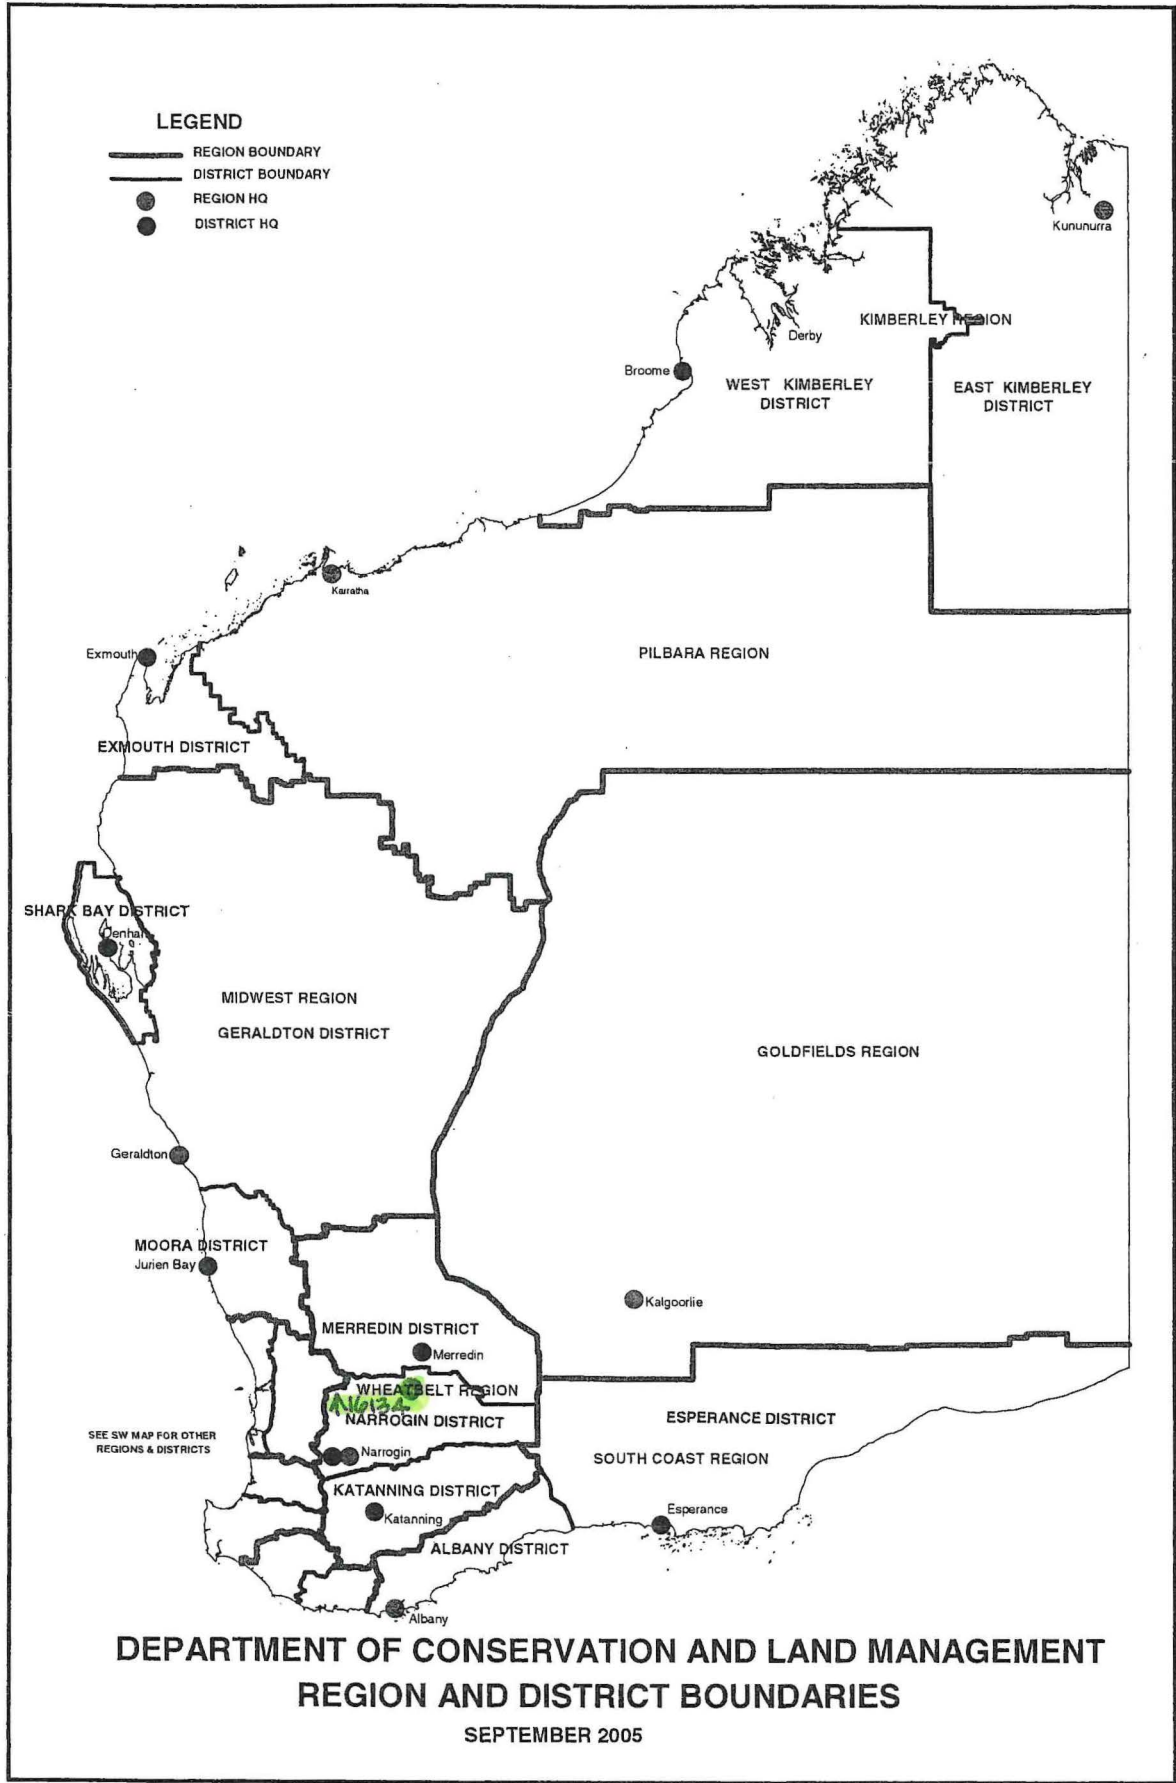 LEGEND
REGION BOUNDARY
DISTRICT BOUNDARY
REGION HQ
DISTRICT HQ
Kununurra
KIMBERLEY REGION
Derby
Broome
WEST KIMBERLEY
DISTRICT
EAST KIMBERLEY
DISTRICT
Karratha
Exmouth
PILBARA REGION
EXMOUTH DISTRICT
SHARK BAY DISTRICT
Denham
MIDWEST REGION
GERALDTON DISTRICT
GOLDFIELDS REGION
Geraldton
MOORA DISTRICT
Jurien Bay
Kalgoorlie
MERREDIN DISTRICT
Merredin
WHEATBELT REGION
NARROGIN DISTRICT
ESPERANCE DISTRICT
SEE SW MAP FOR OTHER
REGIONS & DISTRICTS
Narrogin
SOUTH COAST REGION
KATANNING DISTRICT
Katanning
Esperance
ALBANY DISTRICT
Albany
DEPARTMENT OF CONSERVATION AND LAND MANAGEMENT
REGION AND DISTRICT BOUNDARIES
SEPTEMBER 2005